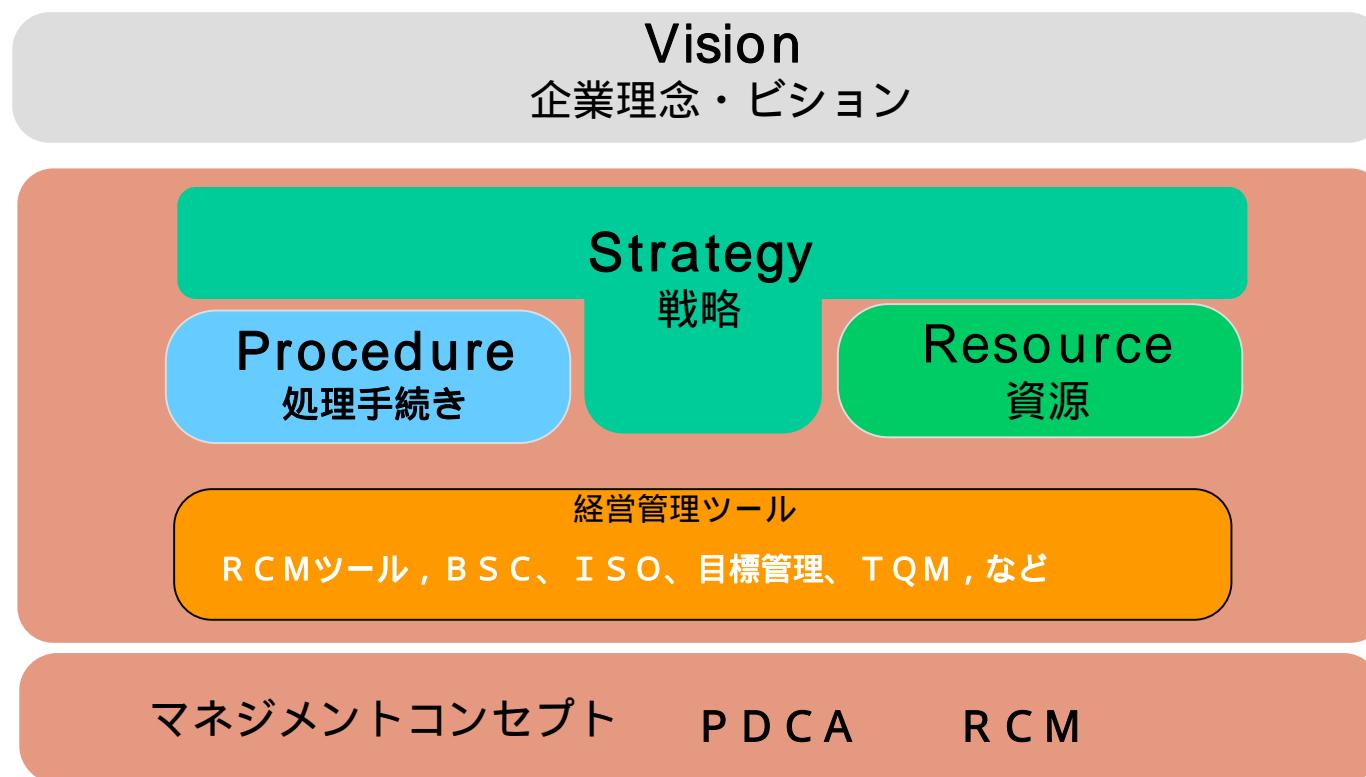 Vision
企業理念・ビジョン
Strategy
戦略
Procedure
処理手続き
Resource
資源
経営管理ツール
ＲＣＭツール，ＢＳＣ、ＩＳＯ、目標管理、ＴＱＭ，など
マネジメントコンセプト　ＰＤＣＡ　ＲＣＭ